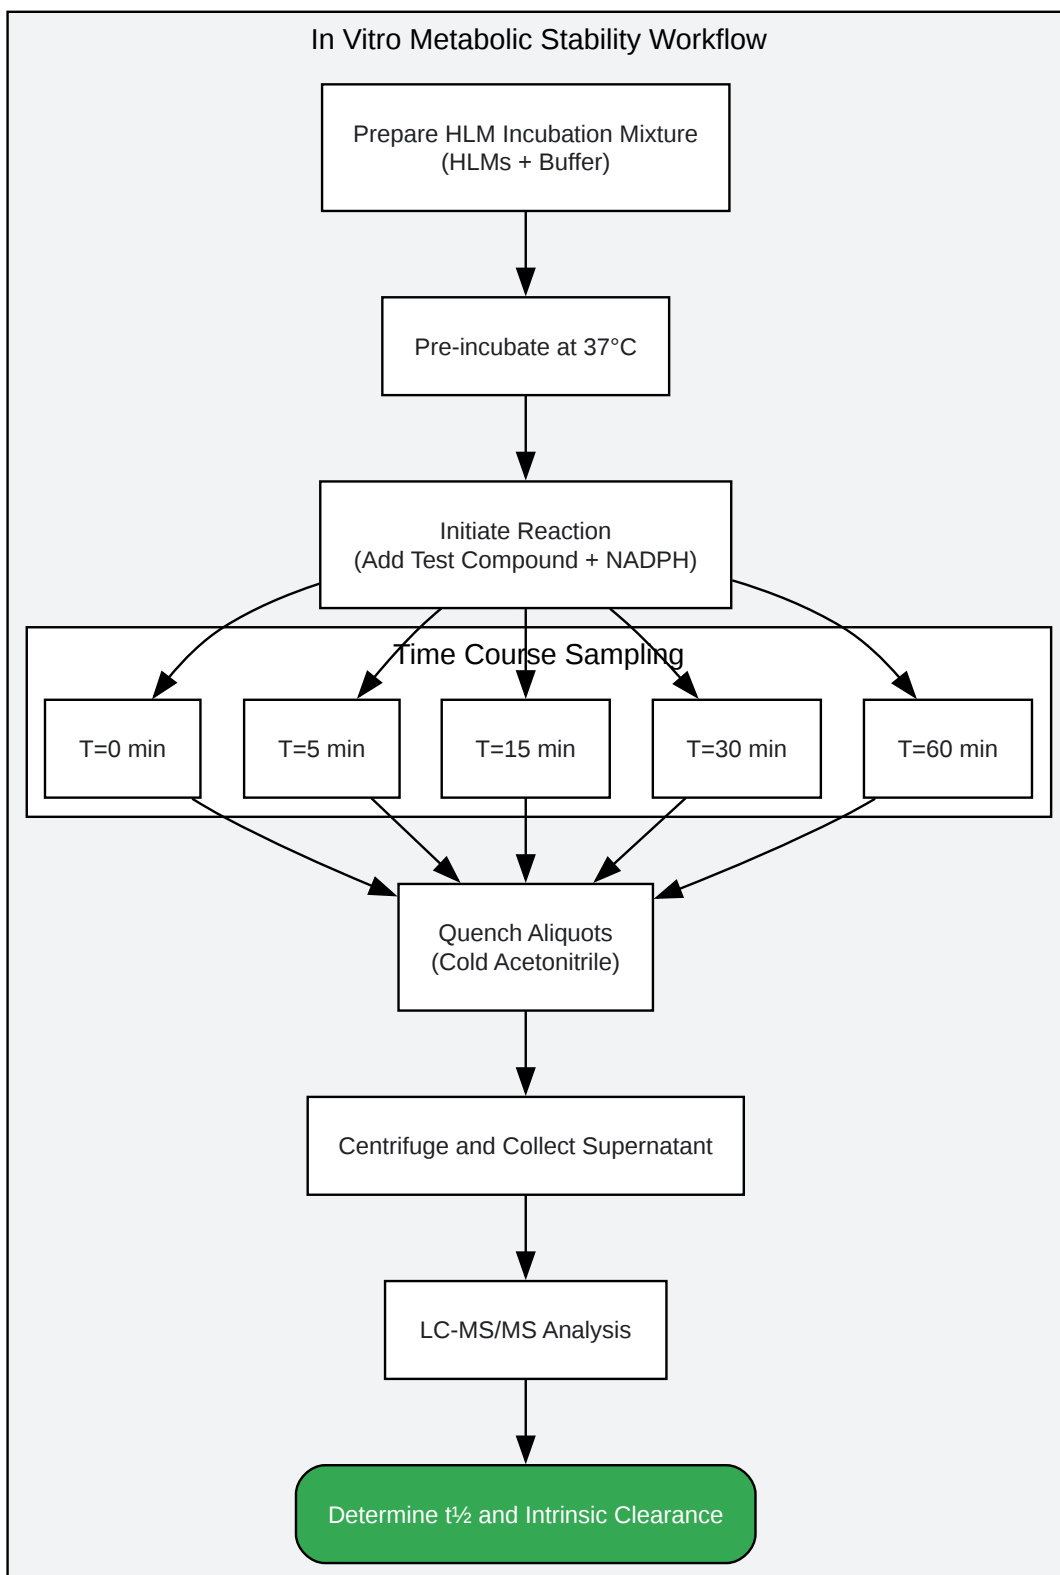 In Vitro Metabolic Stability Workflow
Prepare HLM Incubation Mixture
(HLMs + Buffer)
Pre-incubate at 37°C
Initiate Reaction
(Add Test Compound + NADPH)
Time Course Sampling
T=0 min
T=5 min
T=15 min
T=30 min
T=60 min
Quench Aliquots
(Cold Acetonitrile)
Centrifuge and Collect Supernatant
LC-MS/MS Analysis
Determine t½ and Intrinsic Clearance